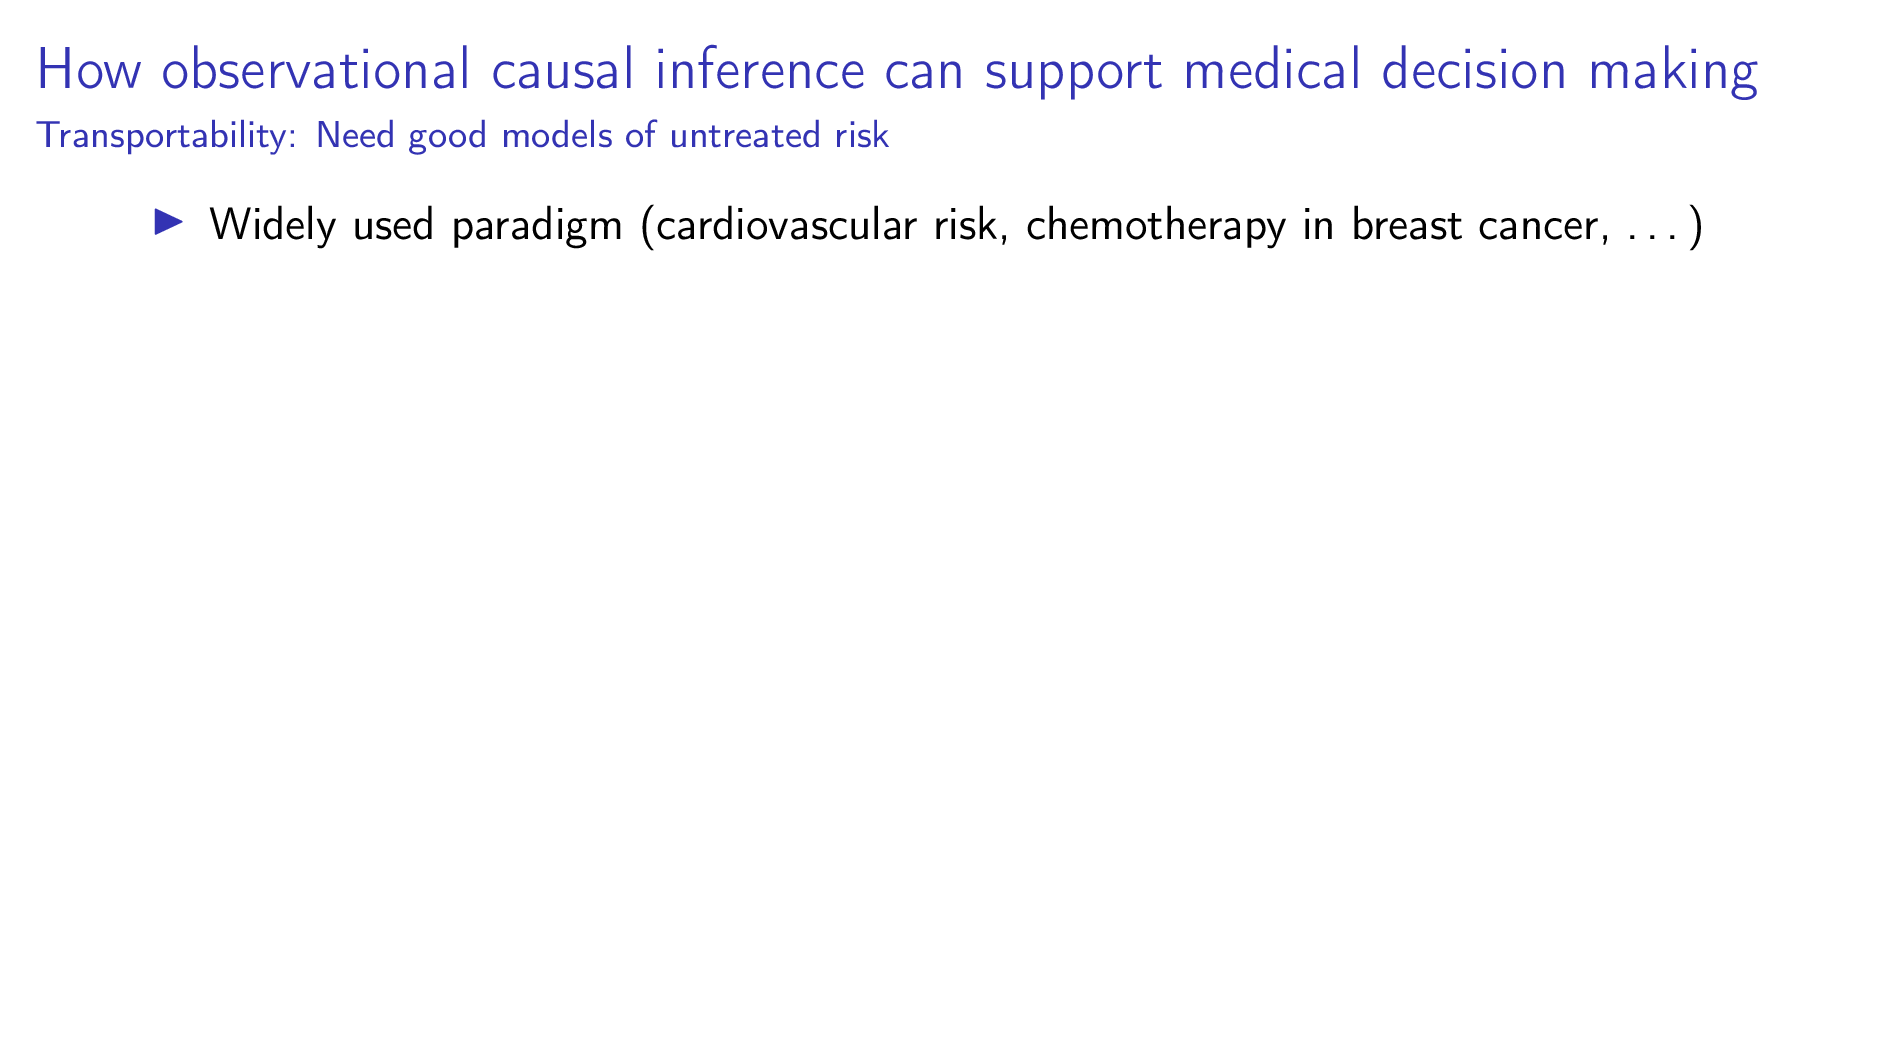 How observational causal inference can support medical decision making
Transportability: Need good models of untreated risk
▶ Widely used paradigm (cardiovascular risk, chemotherapy in breast cancer, . . . )